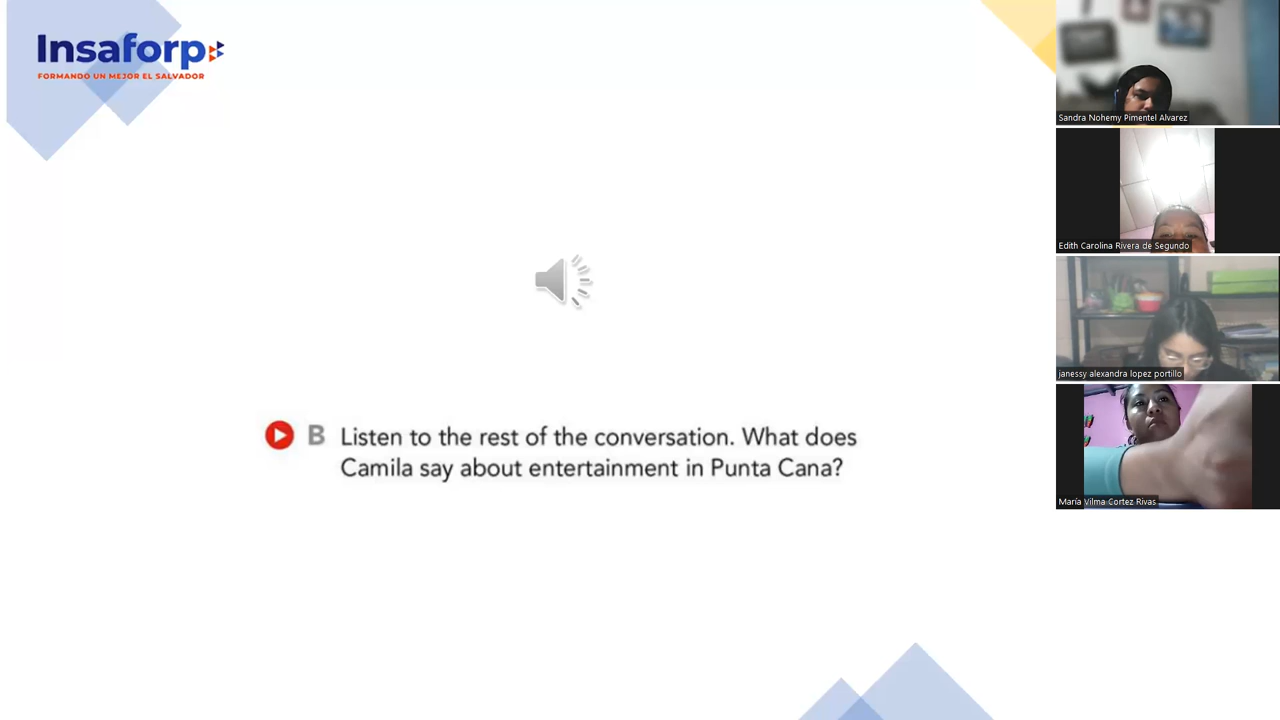 Insaforp
FORMANDO UN MEJOR EL SALVADOR
B Listen to the rest of the conversation. What does
Camila say about entertainment in Punta Cana?
Sandra Nohemy Pimentel Alvarez
Edith Carolina Rivera de Segundo
janessy alexandra lopez portillo
María Vilma Cortez Rivas